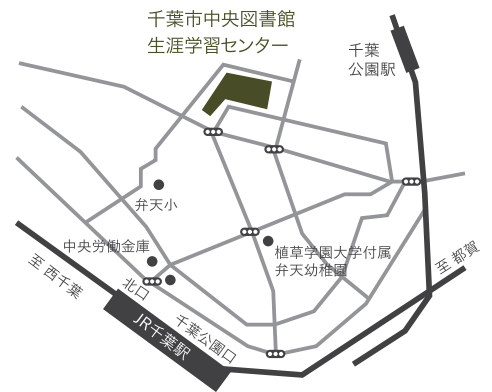 千葉市中央図書館
生涯学習センター
千葉
公園駅
弁天小
中央労働金庫
植草学園大学付属
弁天幼稚園
至 都賀
至 西千葉
北口
千葉公園口
JR千葉駅